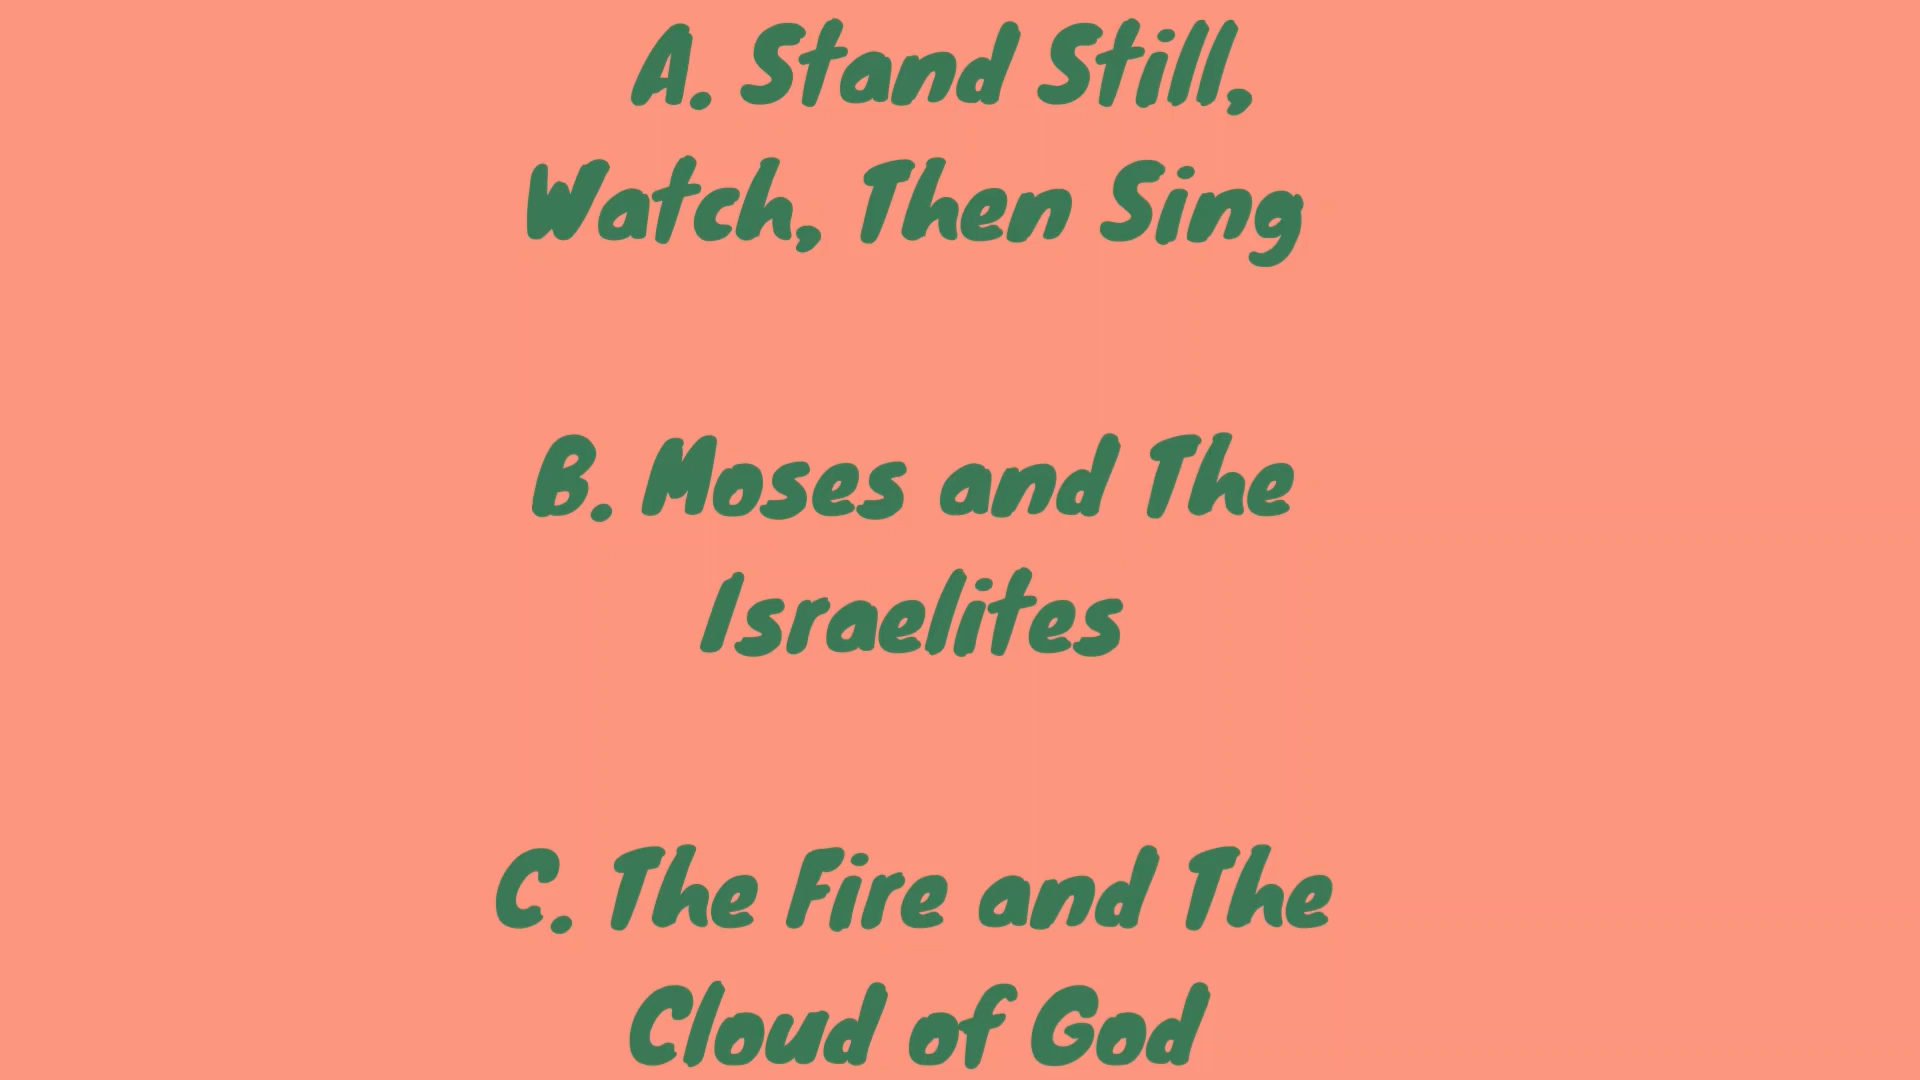 A. Stand Still,
Watch, Then Sing
B. Moses and The
Israelites
C. The Fire and The
Cloud of God